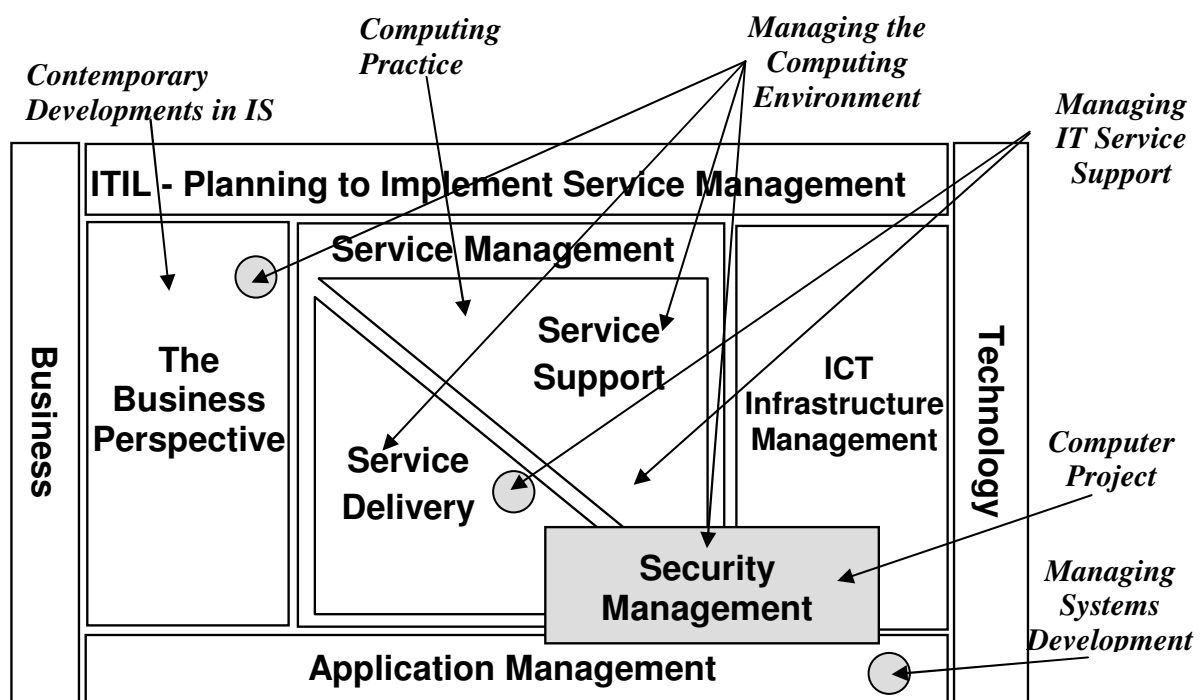 Computing
Practice
Managing the
Computing
Environment
Contemporary
Developments in IS
Managing
IT Service
Support
ITIL - Planning to Implement Service Management
Service Management
Business
The
Business
Perspective
Service
Support
Service
Delivery
ICT
Infrastructure
Management
Technology
Computer
Project
Security
Management
Managing
Systems
Development
Application Management